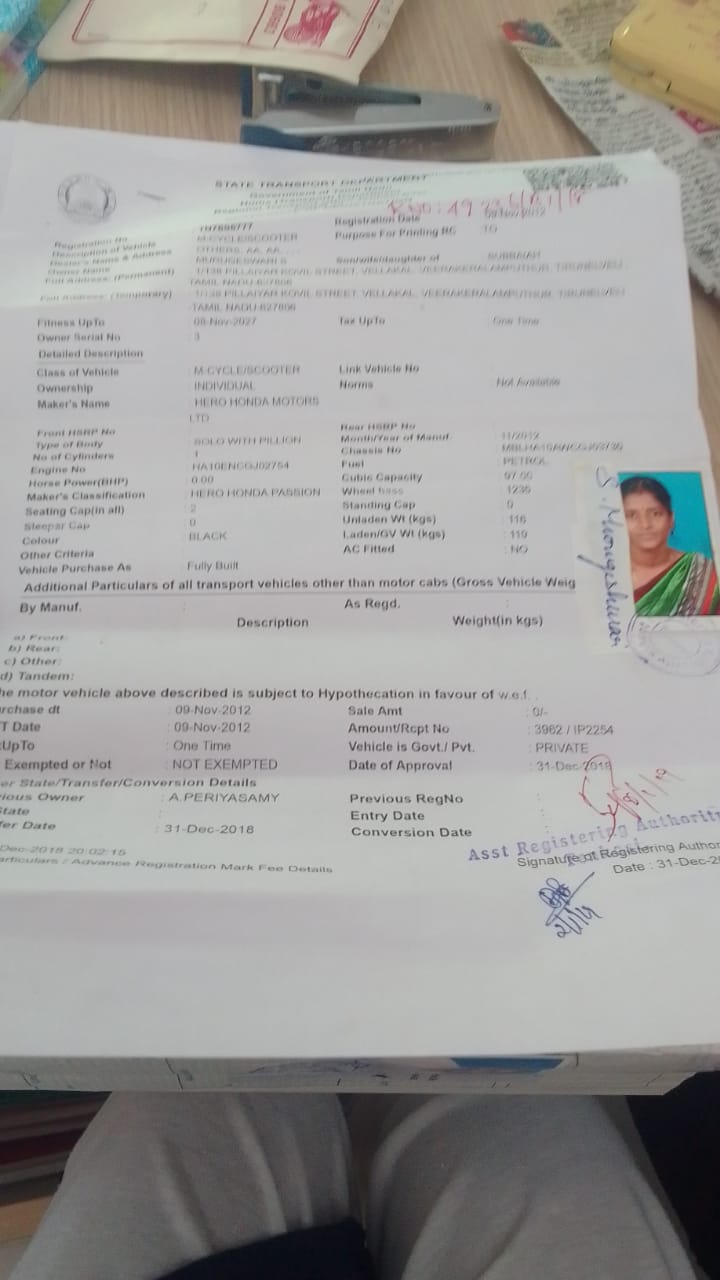 STATE TRANSPORT DEPARTMENT
Government of Tamil Nadu
Registration Date
Purpose For Printing RC : TO
Registration No
Description of Vehicle : M-CYCLE/SCOOTER
Dealer's Name & Address : OTHERS, AA, AA
Owner Name : MURUGESWARI S Son/wife/daughter of : SUBBAIAH
Full Address: (Permanent) : 1/138 PILLAIYAR KOVIL STREET, VELLAKAL, VEERAKERALAMPUTHUR, TIRUNELVELI
TAMIL NADU-627806
Full Address: (Temporary) : 1/138 PILLAIYAR KOVIL STREET, VELLAKAL, VEERAKERALAMPUTHUR, TIRUNELVELI
-TAMIL NADU-627806
Fitness UpTo : 08-Nov-2027 Tax UpTo : One Time
Owner Serial No : 3
Detailed Description
Class of Vehicle : M-CYCLE/SCOOTER Link Vehicle No
Ownership : INDIVIDUAL Norms : Not Available
Maker's Name : HERO HONDA MOTORS
LTD
Front HSRP No Rear HSRP No
Type of Body : SOLO WITH PILLION Month/Year of Manuf. : 11/2012
No of Cylinders : 1 Chassis No
Engine No Fuel : PETROL
Horse Power(BHP) : 0.00 Cubic Capacity : 97.00
Maker's Classification : HERO HONDA PASSION Wheel base : 1235
Seating Cap(in all) : 2 Standing Cap : 0
Sleeper Cap : 0 Unladen Wt (kgs) : 116
Colour : BLACK Laden/GV Wt (kgs) : 119
Other Criteria AC Fitted : NO
Vehicle Purchase As : Fully Built
Additional Particulars of all transport vehicles other than motor cabs (Gross Vehicle Weig
By Manuf. : As Regd. :
Description Weight(in kgs)
a) Front:
b) Rear:
c) Other:
d) Tandem:
he motor vehicle above described is subject to Hypothecation in favour of w.e.f. .
rchase dt : 09-Nov-2012 Sale Amt : 0/-
T Date : 09-Nov-2012 Amount/Rcpt No : 3962 / IP2254
UpTo : One Time Vehicle is Govt./ Pvt. : PRIVATE
Exempted or Not : NOT EXEMPTED Date of Approval : 31-Dec-2018
er State/Transfer/Conversion Details
ious Owner : A.PERIYASAMY Previous RegNo :
State : Entry Date :
fer Date : 31-Dec-2018 Conversion Date :
Dec-2018 20:02:15
articulars / Advance Registration Mark Fee Details
Asst Registering Authorit
Signature of Registering Author
Date : 31-Dec-2